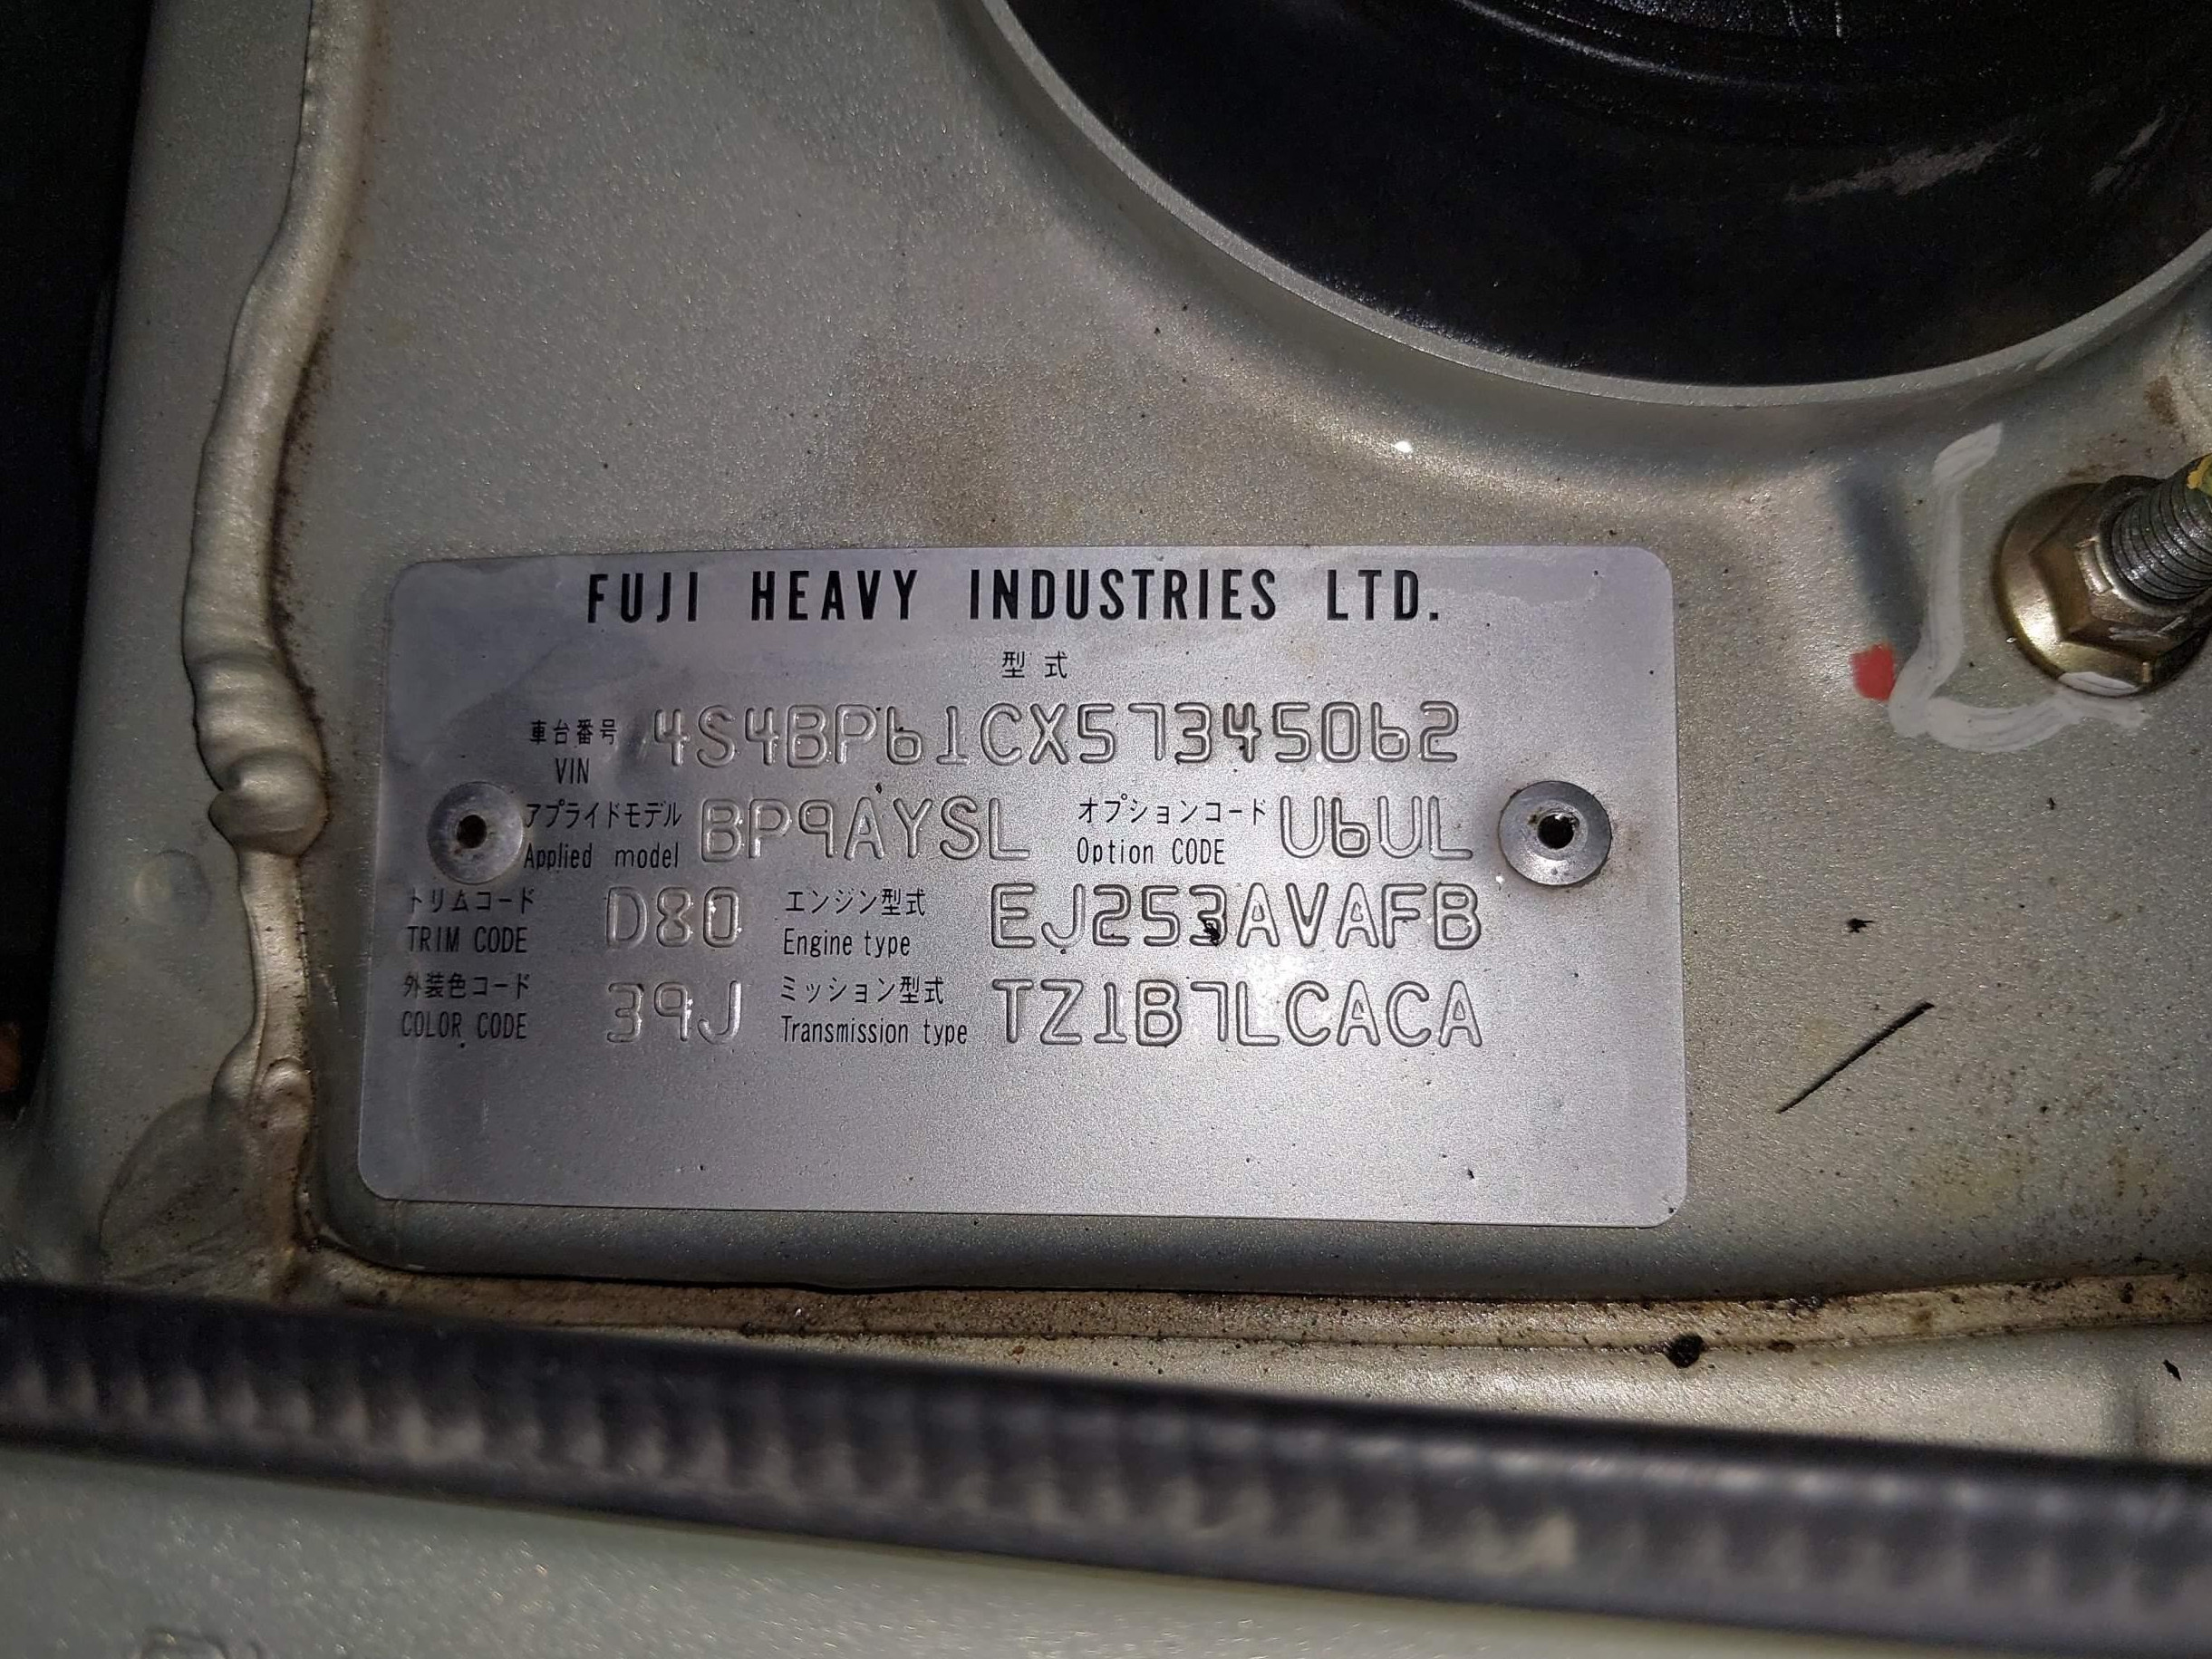 FUJI HEAVY INDUSTRIES LTD.
型式
車台番号 VIN 4S4BP61CX57345062
アプライドモデル Applied model BP9AYSL オプションコード Option CODE U6UL
トリムコード TRIM CODE D80 エンジン型式 Engine type EJ253AVAFB
外装色コード COLOR CODE 39J ミッション型式 Transmission type TZ1B7LCACA